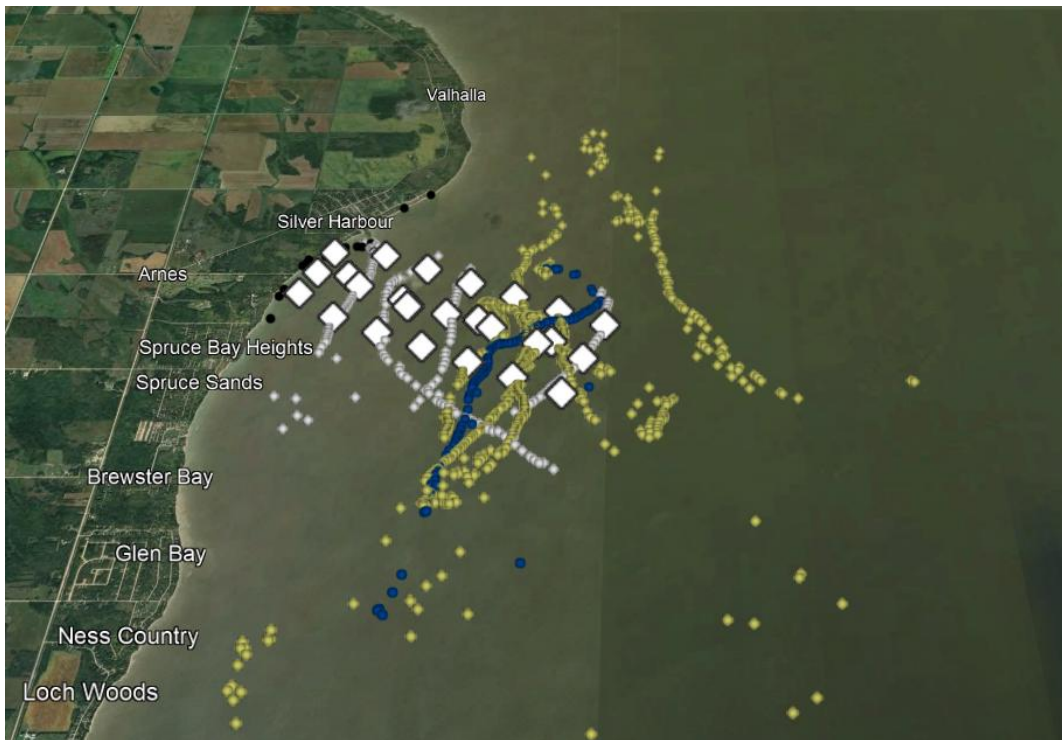 Valhalla
Silver Harbour
Arnes
Spruce Bay Heights
Spruce Sands
Brewster Bay
Glen Bay
Ness Country
Loch Woods